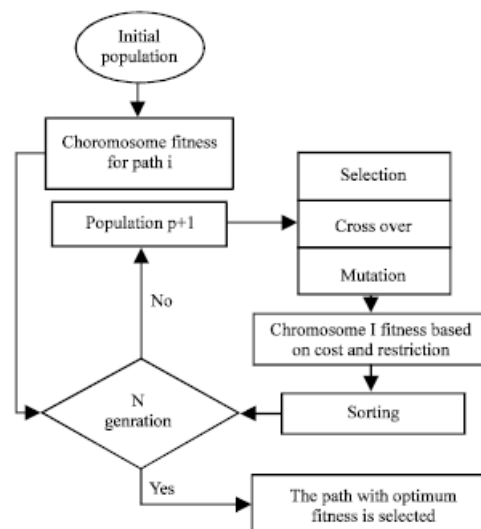 Initial
population
Choromosome fitness
for path i
Population p+1
Selection
Cross over
Mutation
No
Chromosome I fitness based
on cost and restriction
N
genration
Sorting
Yes
The path with optimum
fitness is selected